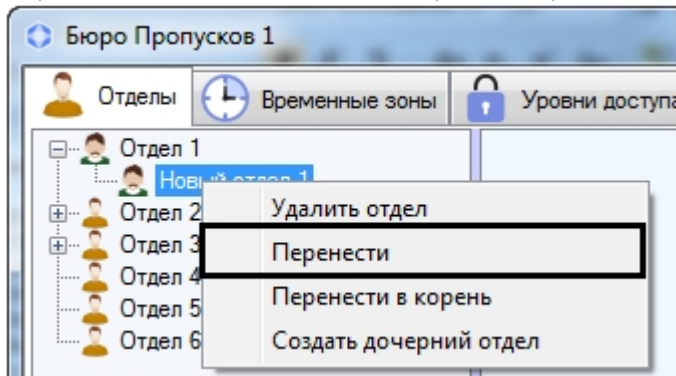 Бюро Пропусков 1
Отделы Временные зоны Уровни доступа
Отдел 1
Новый отдел 1
Отдел 2
Отдел 3
Отдел 4
Отдел 5
Отдел 6
Удалить отдел
Перенести
Перенести в корень
Создать дочерний отдел